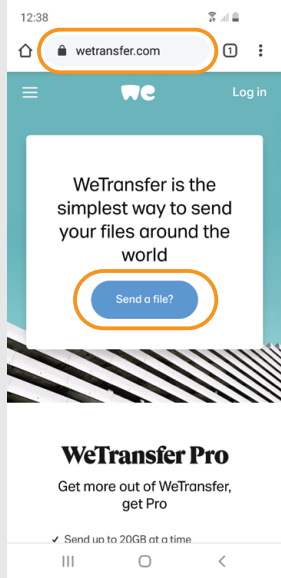 12:38
wetransfer.com
1
we
Log in
WeTransfer is the
simplest way to send
your files around the
world
Send a file?
WeTransfer Pro
Get more out of WeTransfer,
get Pro
✓ Send up to 20GB at a time